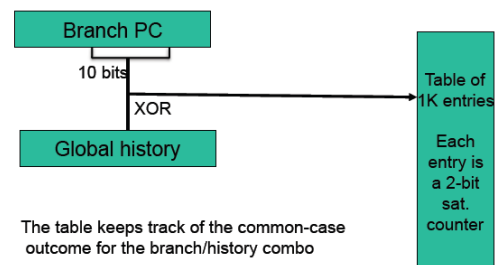 Branch PC
10 bits
XOR
Global history
Table of
1K entries
Each
entry is
a 2-bit
sat.
counter
The table keeps track of the common-case
outcome for the branch/history combo